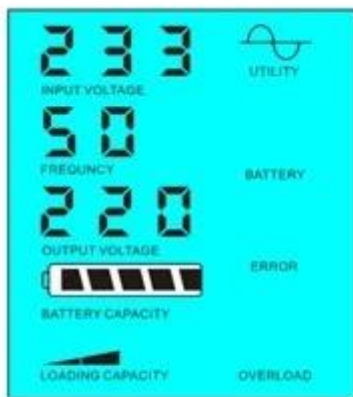 233
INPUT VOLTAGE
UTILITY
50
FREQUNCY
BATTERY
220
OUTPUT VOLTAGE
ERROR
BATTERY CAPACITY
LOADING CAPACITY
OVERLOAD